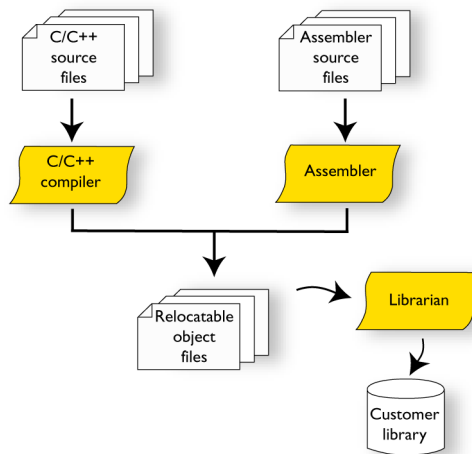 C/C++
source
files
Assembler
source
files
C/C++
compiler
Assembler
Relocatable
object
files
Librarian
Customer
library